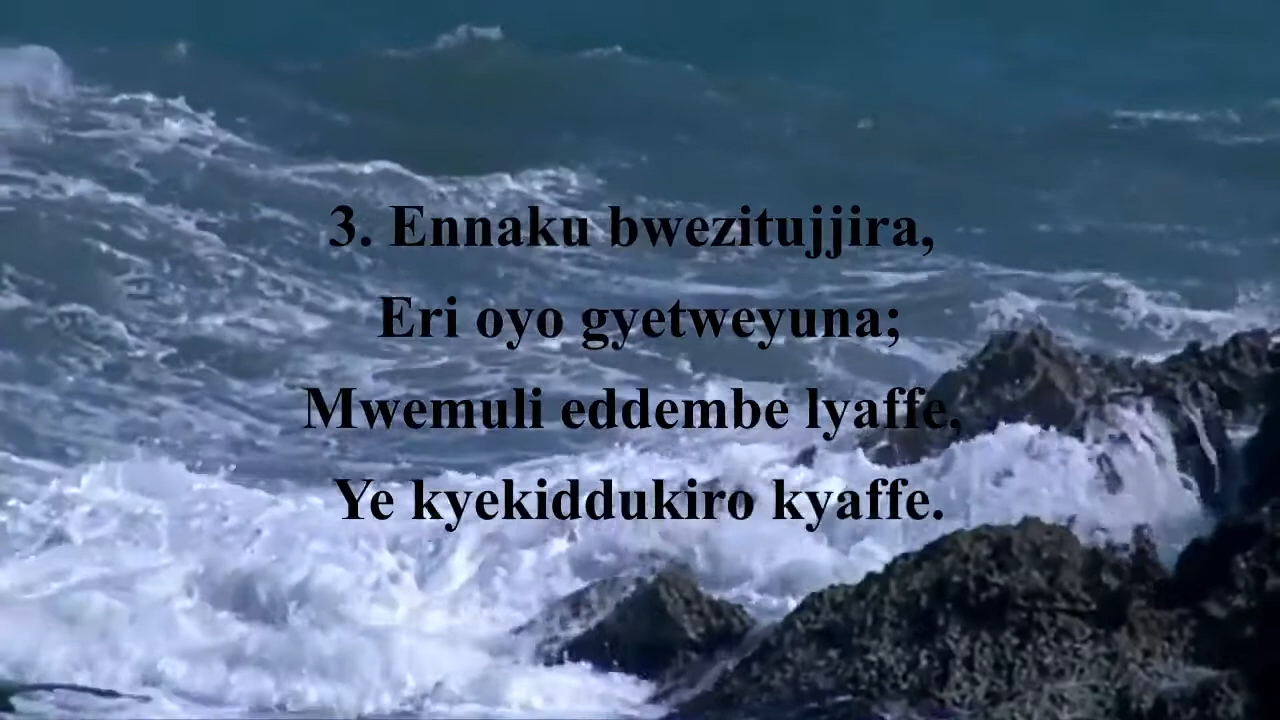 3. Ennaku bwezitujjira,
Eri oyo gyetweyuna;
Mwemuli eddembe lyaffe,
Ye kyekiddukiro kyaffe.